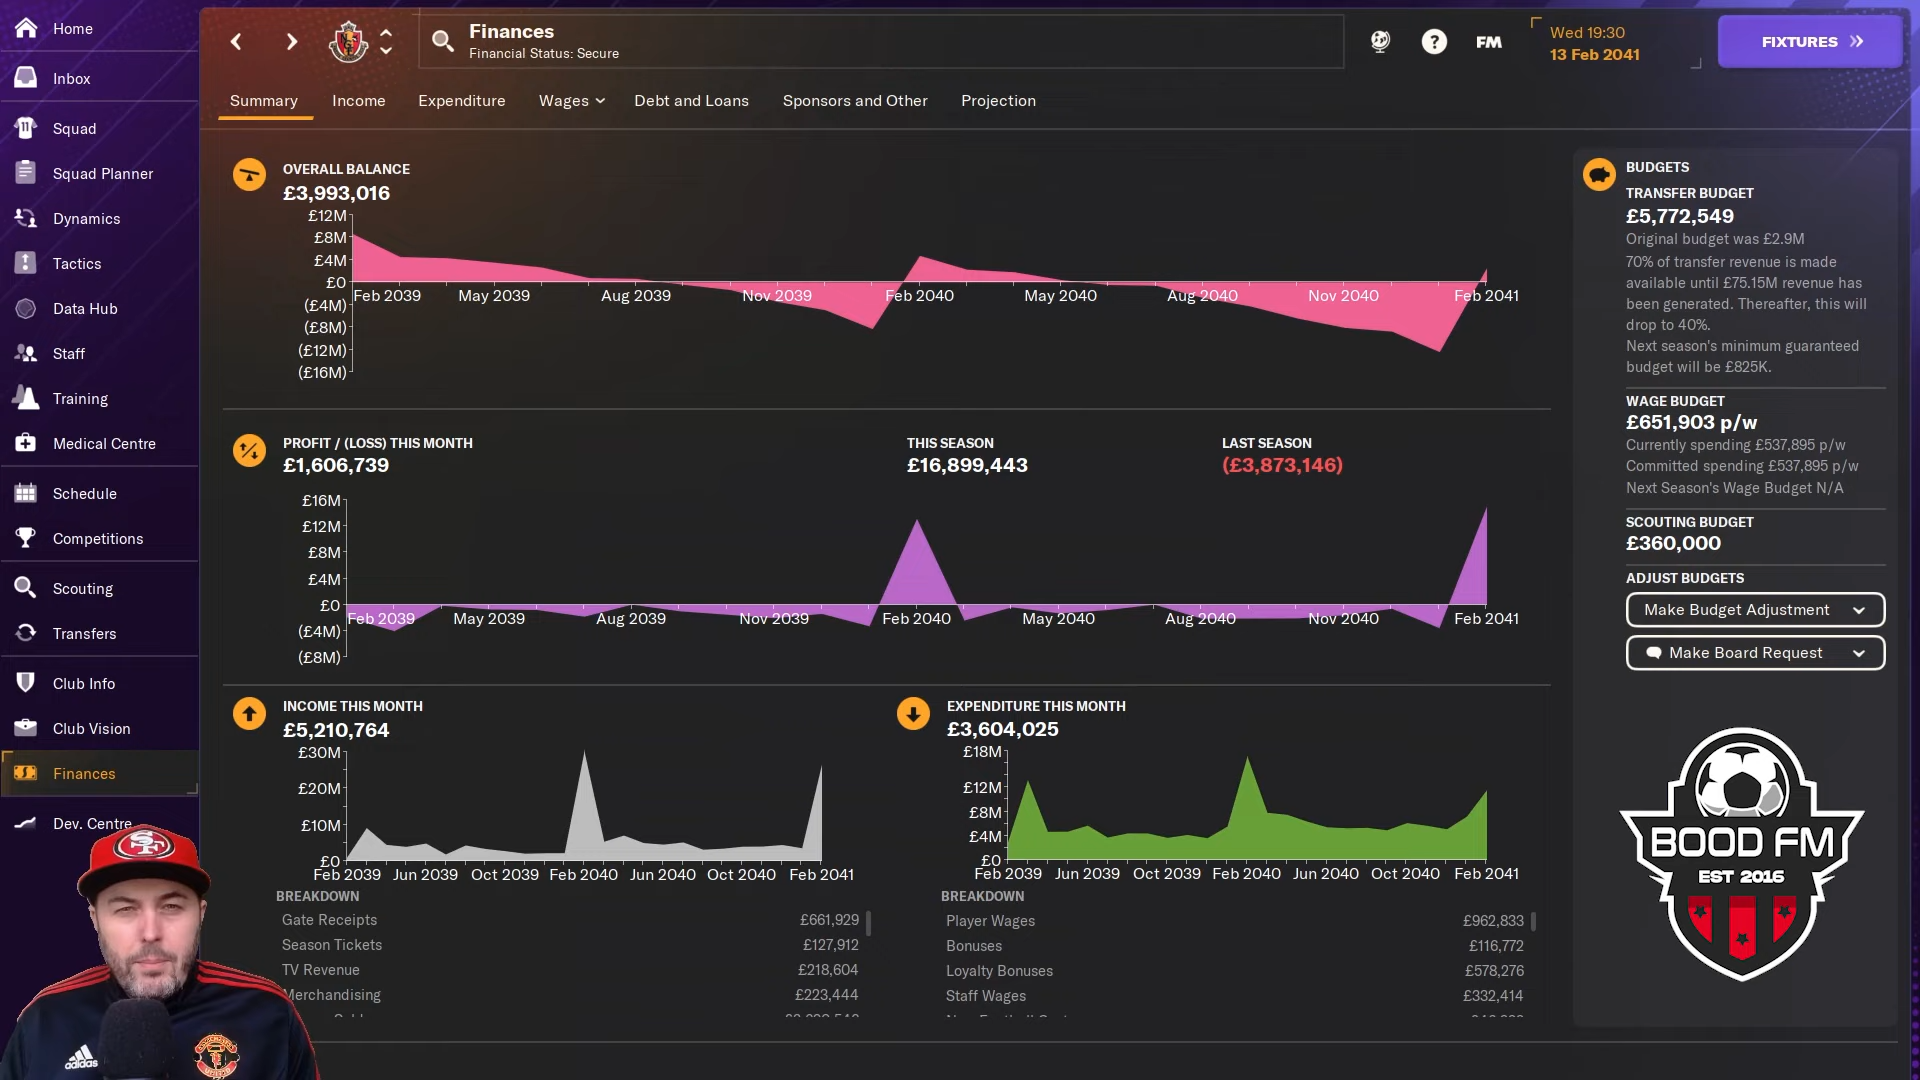 Home
Inbox
Squad
Squad Planner
Dynamics
Tactics
Data Hub
Staff
Training
Medical Centre
Schedule
Competitions
Scouting
Transfers
Club Info
Club Vision
Finances
Dev. Centre
Finances
Financial Status: Secure
FM
Wed 19:30
13 Feb 2041
FIXTURES
Summary Income Expenditure Wages Debt and Loans Sponsors and Other Projection
OVERALL BALANCE
£3,993,016
£12M
£8M
£4M
£0
(£4M)
(£8M)
(£12M)
(£16M)
Feb 2039 May 2039 Aug 2039 Nov 2039 Feb 2040 May 2040 Aug 2040 Nov 2040 Feb 2041
PROFIT / (LOSS) THIS MONTH
£1,606,739
THIS SEASON
£16,899,443
LAST SEASON
(£3,873,146)
£16M
£12M
£8M
£4M
£0
(£4M)
(£8M)
Feb 2039 May 2039 Aug 2039 Nov 2039 Feb 2040 May 2040 Aug 2040 Nov 2040 Feb 2041
INCOME THIS MONTH
£5,210,764
£30M
£20M
£10M
£0
Feb 2039 Jun 2039 Oct 2039 Feb 2040 Jun 2040 Oct 2040 Feb 2041
BREAKDOWN
Gate Receipts £661,929
Season Tickets £127,912
TV Revenue £218,604
Merchandising £223,444
EXPENDITURE THIS MONTH
£3,604,025
£18M
£12M
£8M
£4M
£0
Feb 2039 Jun 2039 Oct 2039 Feb 2040 Jun 2040 Oct 2040 Feb 2041
BREAKDOWN
Player Wages £962,833
Bonuses £116,772
Loyalty Bonuses £578,276
Staff Wages £332,414
BUDGETS
TRANSFER BUDGET
£5,772,549
Original budget was £2.9M
70% of transfer revenue is made
available until £75.15M revenue has
been generated. Thereafter, this will
drop to 40%.
Next season's minimum guaranteed
budget will be £825K.
WAGE BUDGET
£651,903 p/w
Currently spending £537,895 p/w
Committed spending £537,895 p/w
Next Season's Wage Budget N/A
SCOUTING BUDGET
£360,000
ADJUST BUDGETS
Make Budget Adjustment
Make Board Request
BOOD FM
EST 2016
SF
adidas